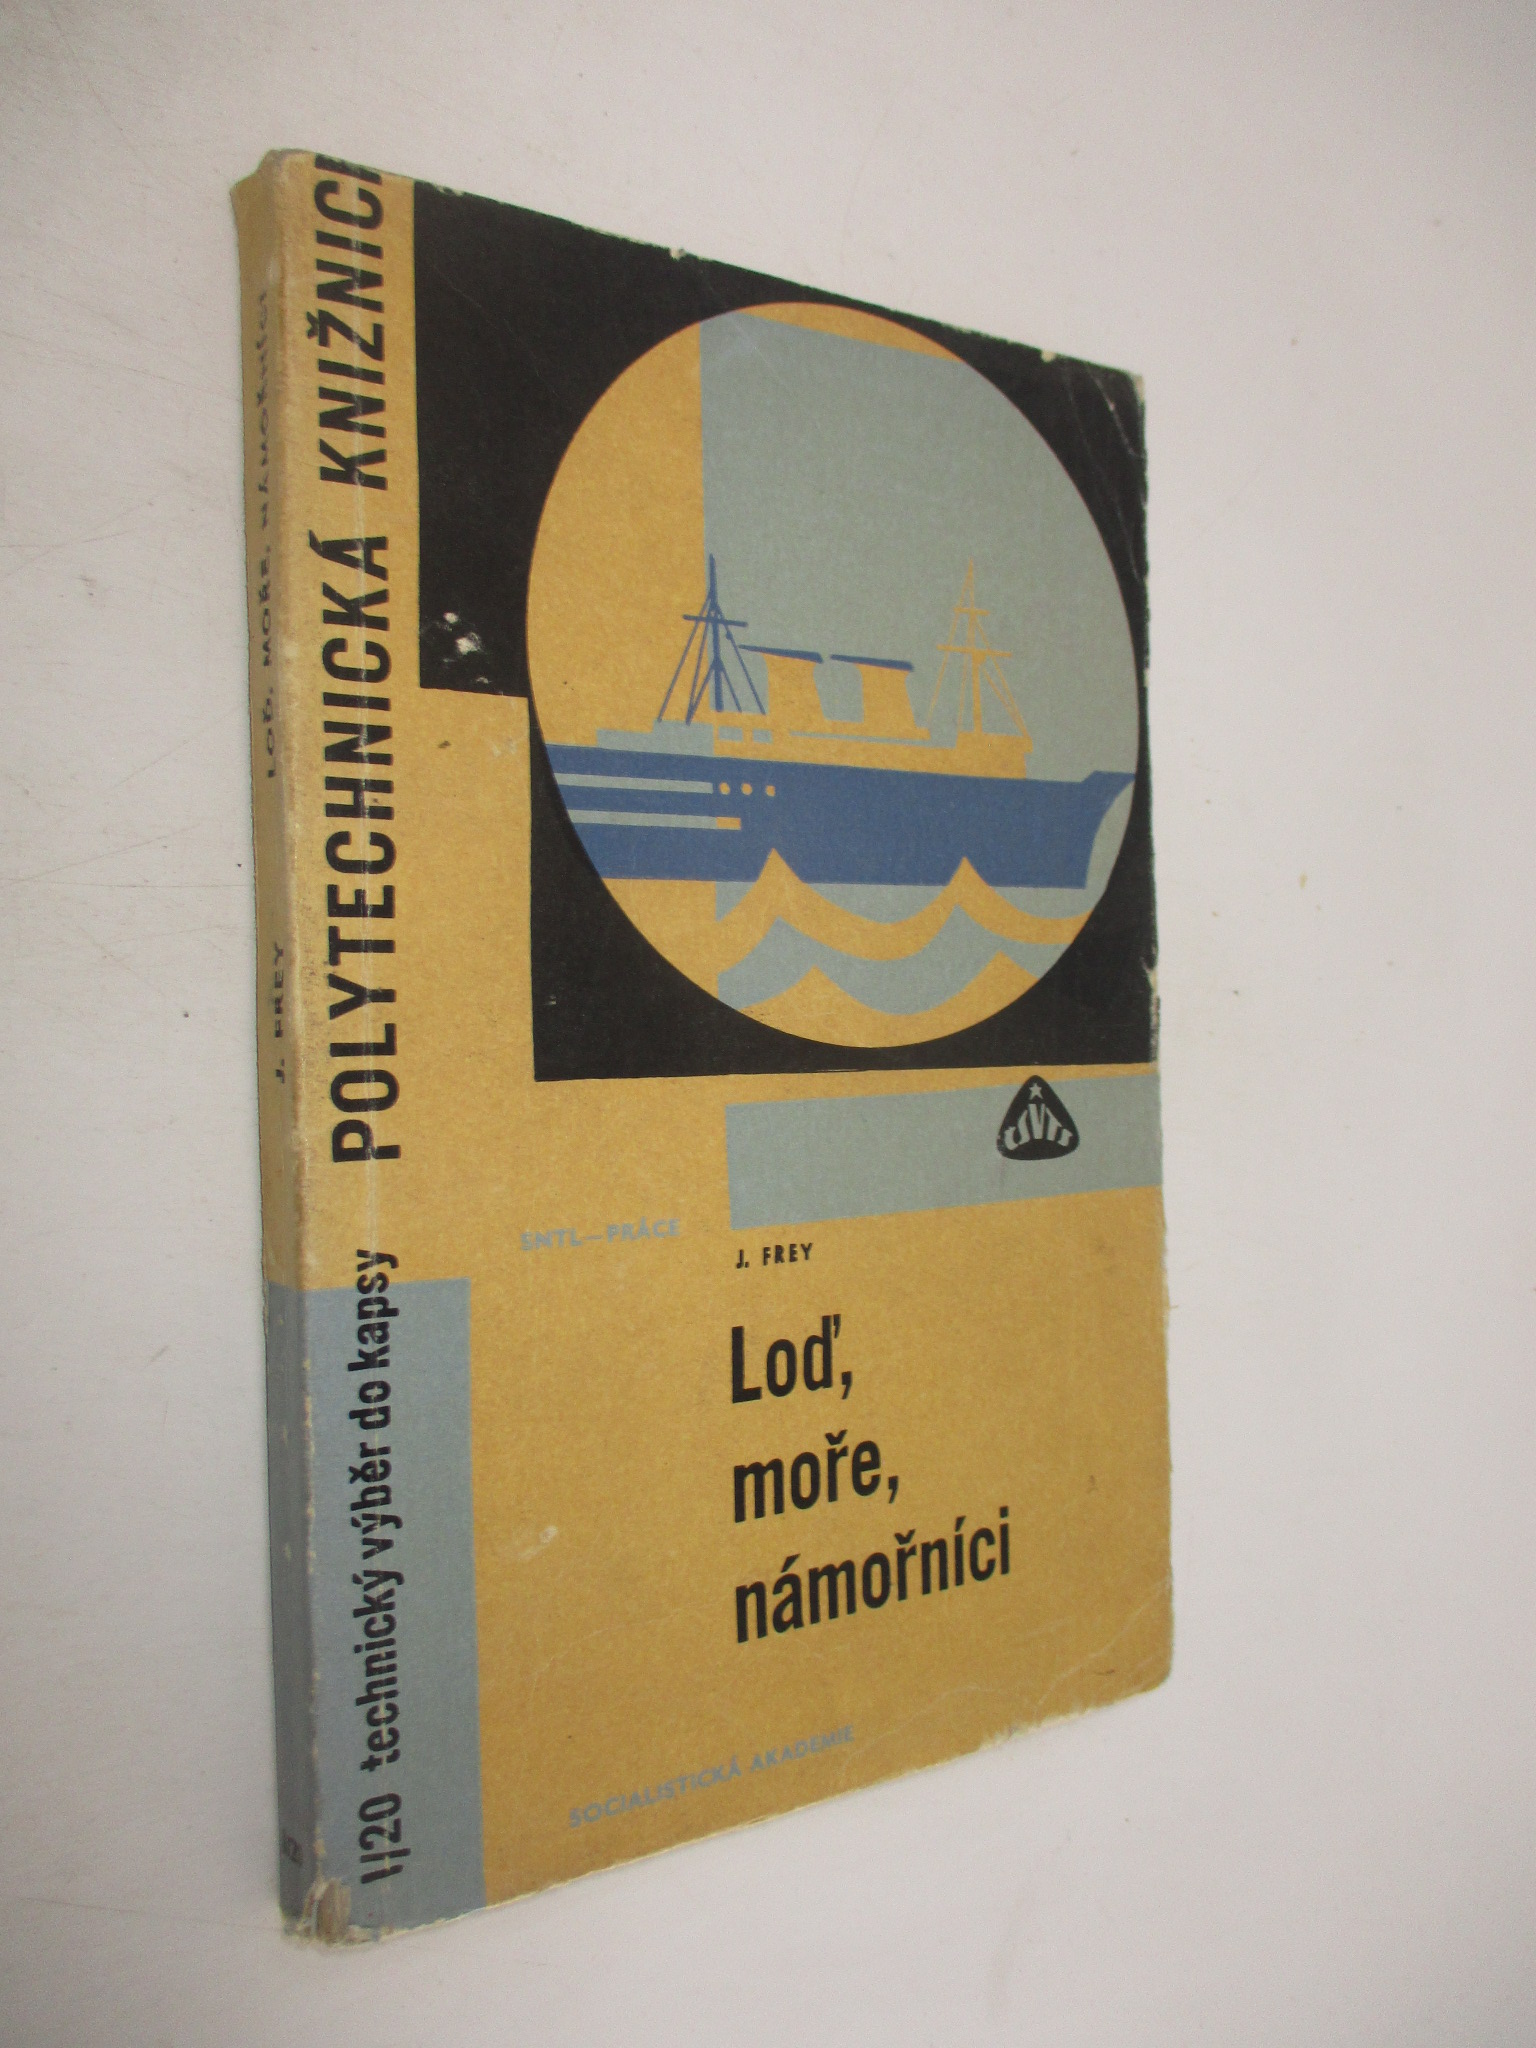 POLYTECHNICKÁ KNIŽNICE
I/20 technický výběr do kapsy
J. FREY
LOĎ, MOŘE, NÁMOŘNÍCI
ČSVTS
SNTL—PRÁCE
J. FREY
Loď,
moře,
námořníci
SOCIALISTICKÁ AKADEMIE